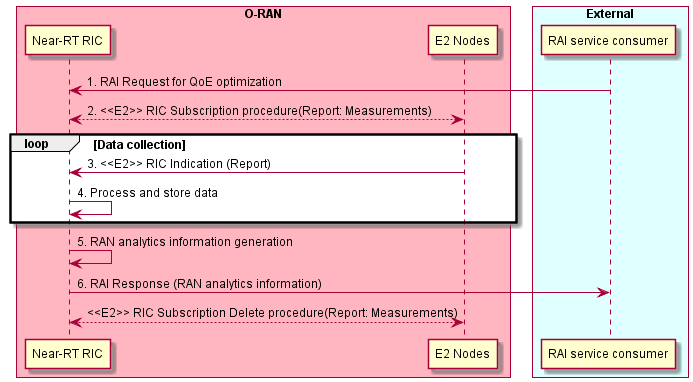 O-RAN
External
Near-RT RIC
E2 Nodes
RAI service consumer
1. RAI Request for QoE optimization
2. <<E2>> RIC Subscription procedure(Report: Measurements)
loop
[Data collection]
3. <<E2>> RIC Indication (Report)
4. Process and store data
5. RAN analytics information generation
6. RAI Response (RAN analytics information)
<<E2>> RIC Subscription Delete procedure(Report: Measurements)
Near-RT RIC
E2 Nodes
RAI service consumer